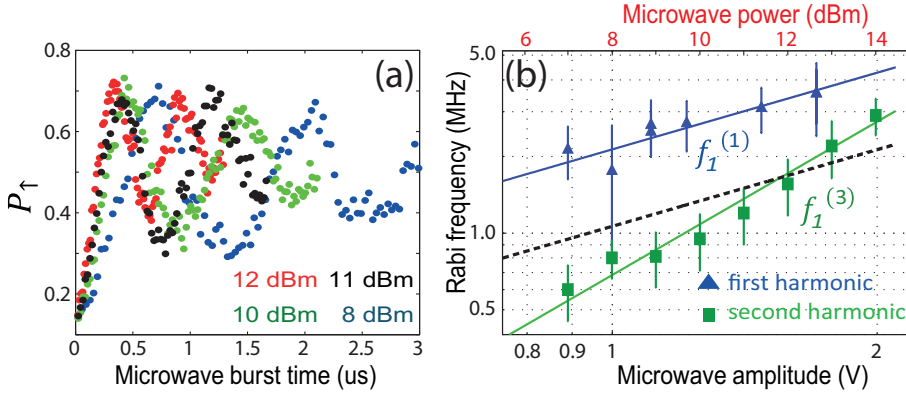 (a)
0.8
0.6
0.4
0.2
P↑
12 dBm 11 dBm
10 dBm 8 dBm
0 0.5 1 1.5 2 2.5 3
Microwave burst time (us)
Microwave power (dBm)
6 8 10 12 14
(b)
5.0
1.0
0.5
Rabi frequency (MHz)
f₁⁽¹⁾
f₁⁽³⁾
first harmonic
second harmonic
0.8 0.9 1 2
Microwave amplitude (V)